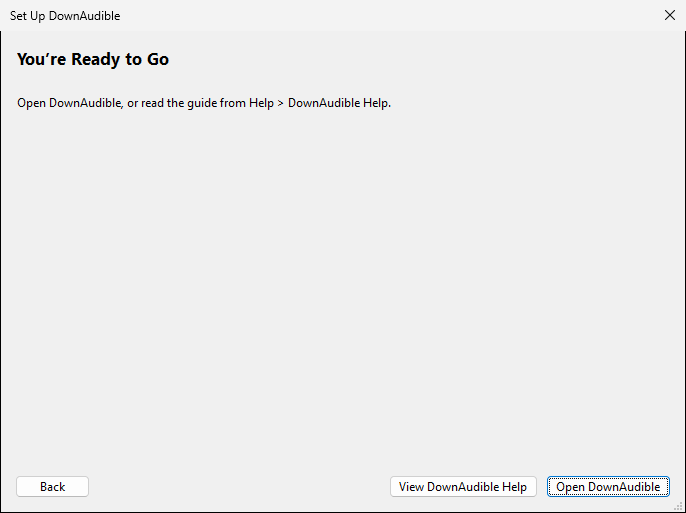 Set Up DownAudible
You’re Ready to Go
Open DownAudible, or read the guide from Help > DownAudible Help.
Back
View DownAudible Help
Open DownAudible